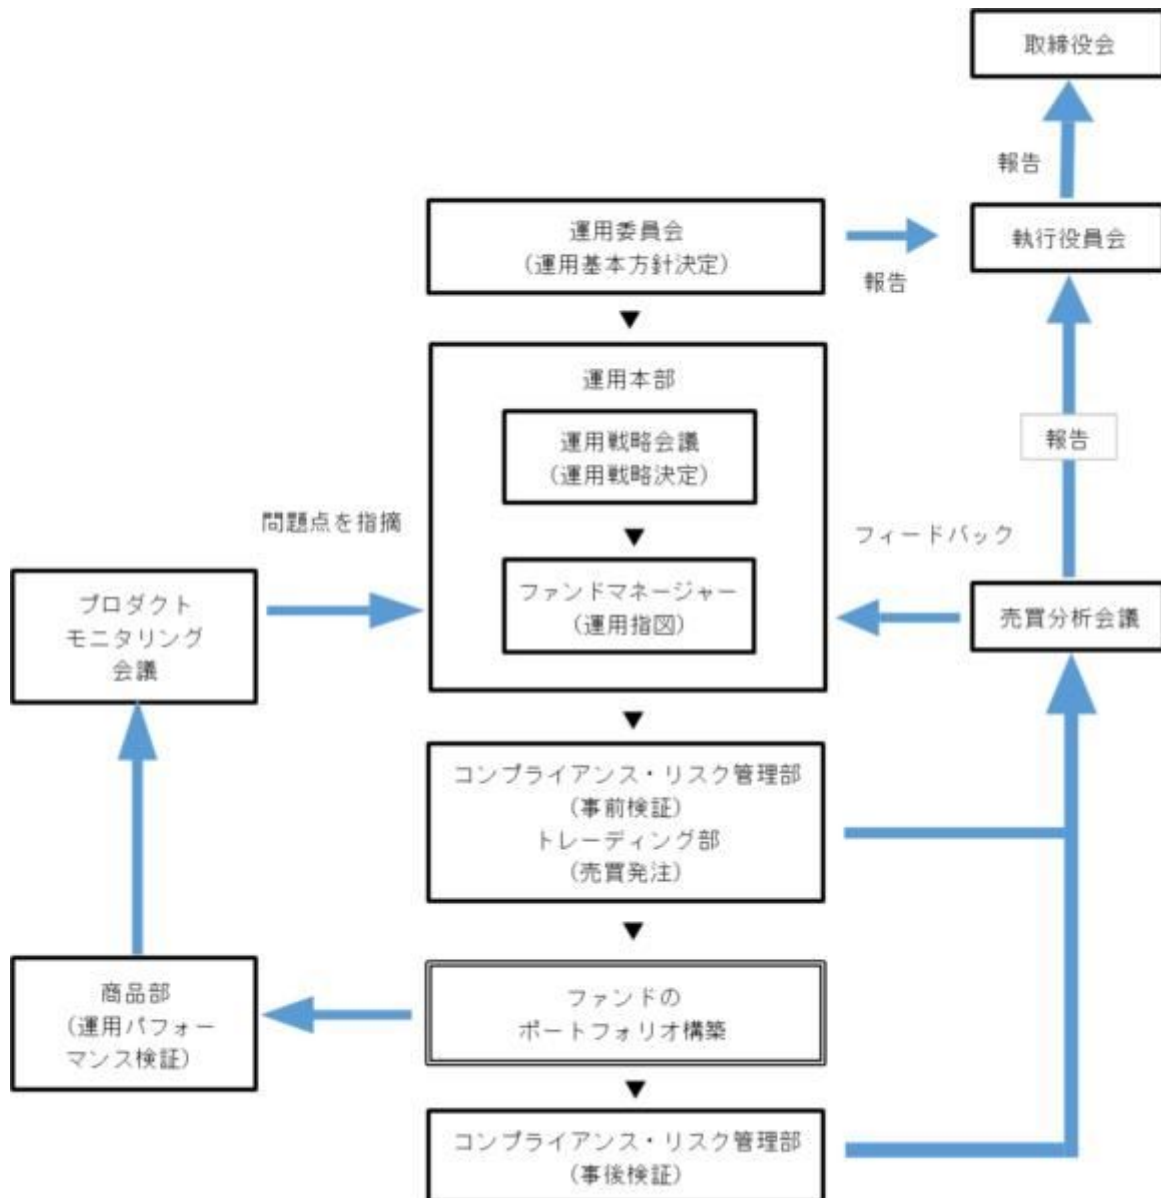 取締役会
報告
運用委員会
(運用基本方針決定)
執行役員会
報告
運用本部
運用戦略会議
(運用戦略決定)
報告
問題点を指摘
フィードバック
ファンドマネージャー
(運用指図)
プロダクト
モニタリング
会議
売買分析会議
コンプライアンス・リスク管理部
(事前検証)
トレーディング部
(売買発注)
商品部
(運用パフォー
マンス検証)
ファンドの
ポートフォリオ構築
コンプライアンス・リスク管理部
(事後検証)